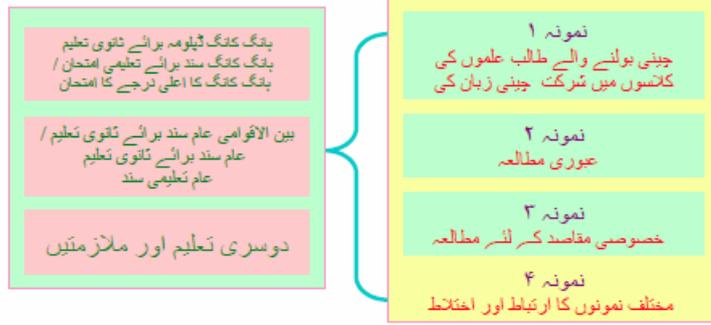 نمونہ ۱
چینی بولنے والے طالب علموں کی
کلاسوں میں شرکت چینی زبان کی
نمونہ ۲
عبوری مطالعہ
نمونہ ۳
خصوصی مقاصد کے لئے مطالعہ
نمونہ ۴
مختلف نمونوں کا ارتباط اور اختلاط
ہانگ کانگ ڈپلومہ برائے ثانوی تعلیم
ہانگ کانگ سند برائے تعلیمی امتحان /
ہانگ کانگ کا اعلی درجے کا امتحان
بین الاقوامی عام سند برائے ثانوی تعلیم /
عام سند برائے ثانوی تعلیم
عام تعلیمی سند
دوسری تعلیم اور ملازمتیں